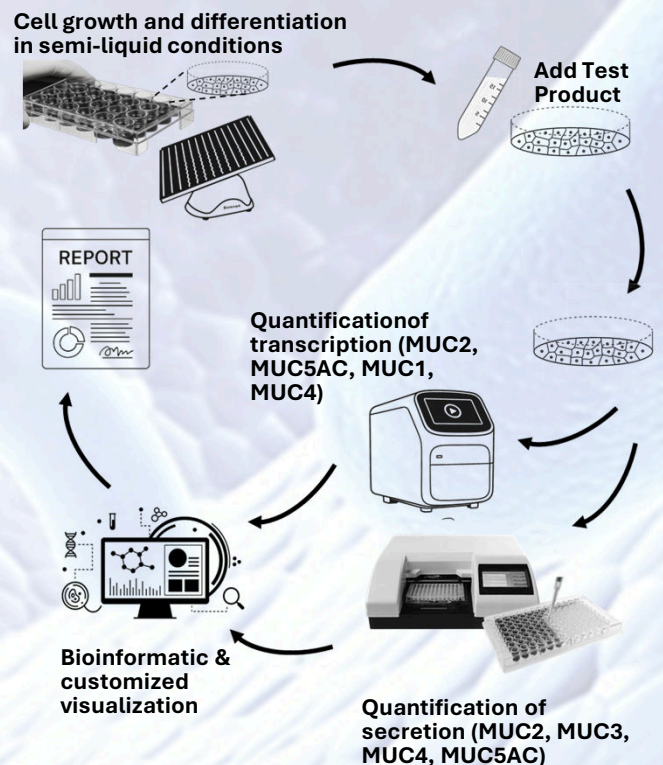 Cell growth and differentiation
in semi-liquid conditions
Add Test
Product
REPORT
Quantificationof
transcription (MUC2,
MUC5AC, MUC1,
MUC4)
Bioinformatic &
customized
visualization
Quantification of
secretion (MUC2, MUC3,
MUC4, MUC5AC)